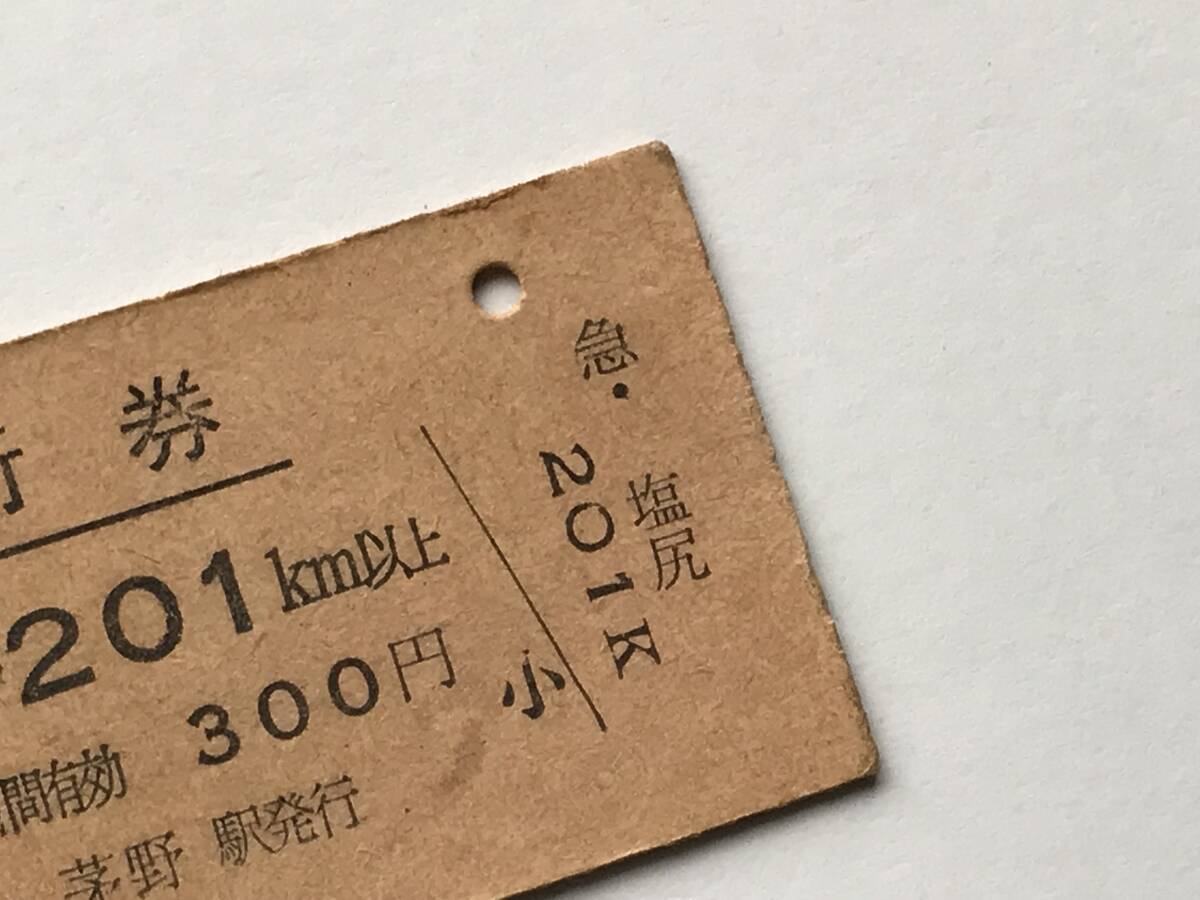 行券
201km以上
300円
間有効
茅野駅発行
小
急・
201K
塩尻